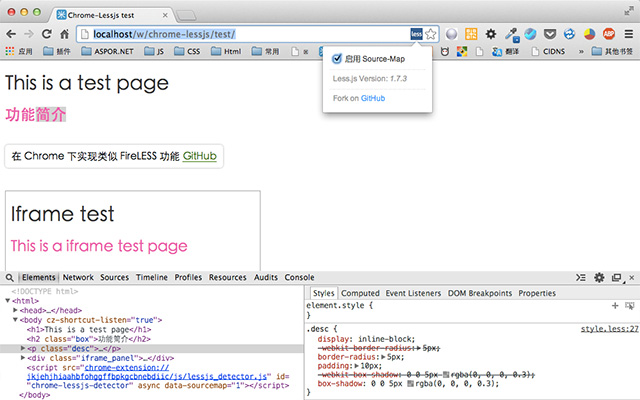 Chrome-Lessjs test
localhost/w/chrome-lessjs/test/
less
应用 插件 ASPOR.NET JS CSS Html 常用 翻译 CIDNS » 其他书签
启用 Source-Map
Less.js Version: 1.7.3
Fork on GitHub
This is a test page
功能简介
在 Chrome 下实现类似 FireLESS 功能 GitHub
Iframe test
This is a iframe test page
Elements Network Sources Timeline Profiles Resources Audits Console
<!DOCTYPE html>
▼<html>
▶<head>…</head>
▼<body cz-shortcut-listen="true">
<h1>This is a test page</h1>
<h2 class="box">功能简介</h2>
▶<p class="desc">…</p>
▶<div class="iframe_panel">…</div>
<script src="chrome-extension://
jkjehjhiaahbfohggffbpkgcbnebdiic/js/lessjs_detector.js" id=
"chrome-lessjs-detector" async data-sourcemap="1"></script>
</body>
Styles Computed Event Listeners DOM Breakpoints Properties
element.style {
}
.desc { style.less:27
display: inline-block;
-webkit-border-radius: ▶5px;
border-radius: ▶5px;
padding: ▶10px;
-webkit-box-shadow: 0 0 5px rgba(0, 0, 0, 0.3);
box-shadow: 0 0 5px rgba(0, 0, 0, 0.3);
}